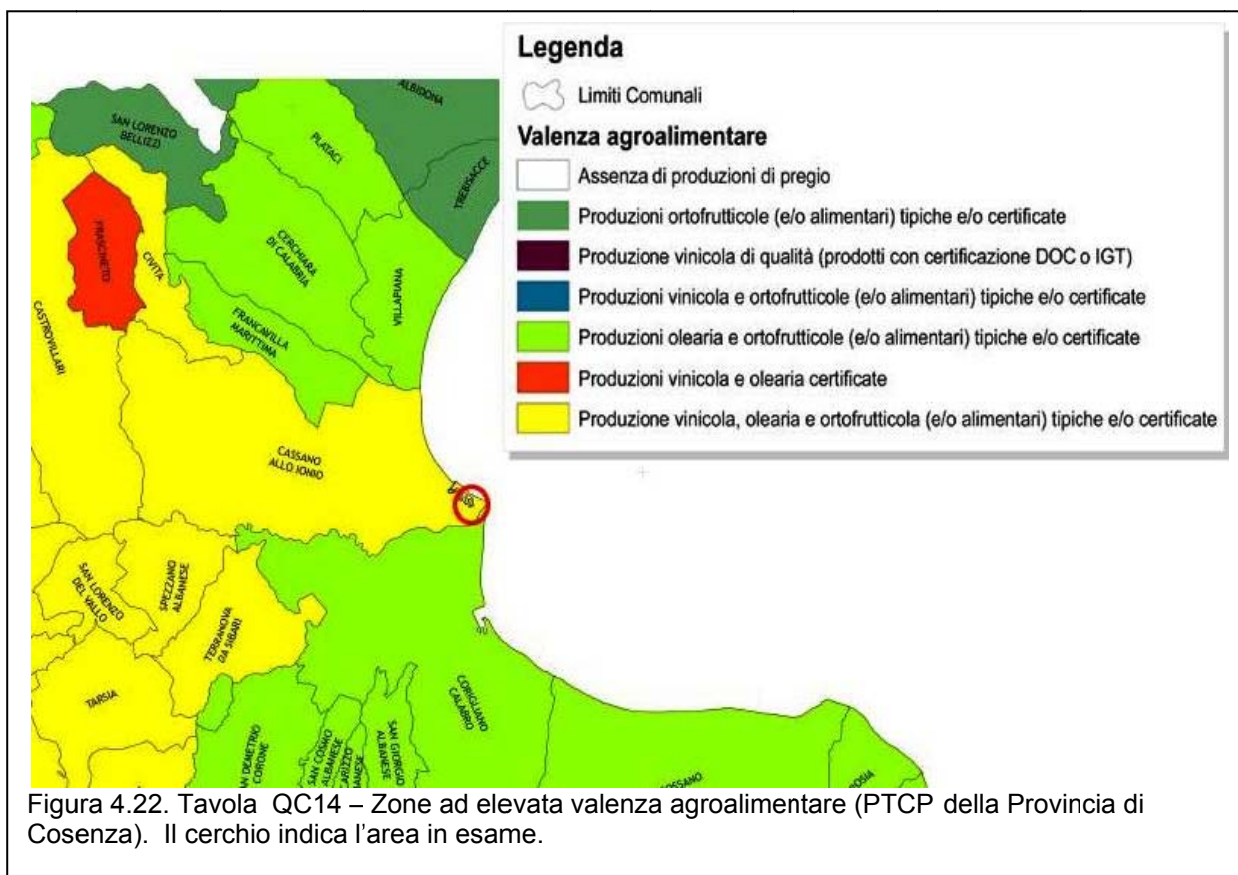 Legenda
Limiti Comunali
Valenza agroalimentare
Assenza di produzioni di pregio
Produzioni ortofrutticole (e/o alimentari) tipiche e/o certificate
Produzione vinicola di qualità (prodotti con certificazione DOC o IGT)
Produzioni vinicola e ortofrutticole (e/o alimentari) tipiche e/o certificate
Produzioni olearia e ortofrutticole (e/o alimentari) tipiche e/o certificate
Produzioni vinicola e olearia certificate
Produzione vinicola, olearia e ortofrutticola (e/o alimentari) tipiche e/o certificate
ALBIDONA
SAN LORENZO
BELLIZZI
PLATACI
TREBISACCE
FRASCINETO
CIVITA
CERCHIARA
DI CALABRIA
VILLAPIANA
CASTROVILLARI
FRANCAVILLA
MARITTIMA
CASSANO
ALLO IONIO
SAN LORENZO
DEL VALLO
SPEZZANO
ALBANESE
TERRANOVA
DA SIBARI
TARSIA
CORIGLIANO
CALABRO
AN DEMETRIO
CORONE
SAN COSMO
ALBANESE
CARIZZO
BANESE
SAN GIORGIO
ALBANESE
OSSANO
ROSIA
Figura 4.22. Tavola QC14 – Zone ad elevata valenza agroalimentare (PTCP della Provincia di
Cosenza). Il cerchio indica l'area in esame.